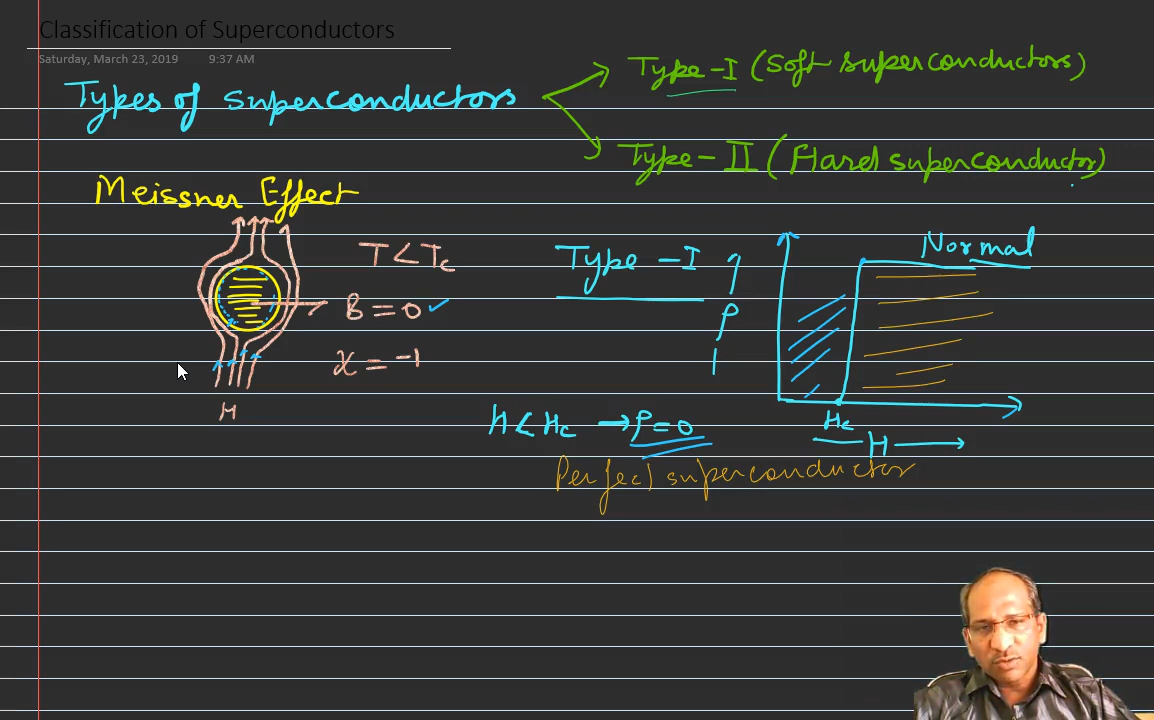 Classification of Superconductors
Saturday, March 23, 2019 9:37 AM
Types of superconductors
Type-I (Soft superconductors)
Type-II (Hard superconductor)
Meissner Effect
T < Tc
B = 0 ✓
χ = -1
H
Type-I
ρ
Normal
Hc
H
H < Hc → ρ = 0
Perfect superconductor